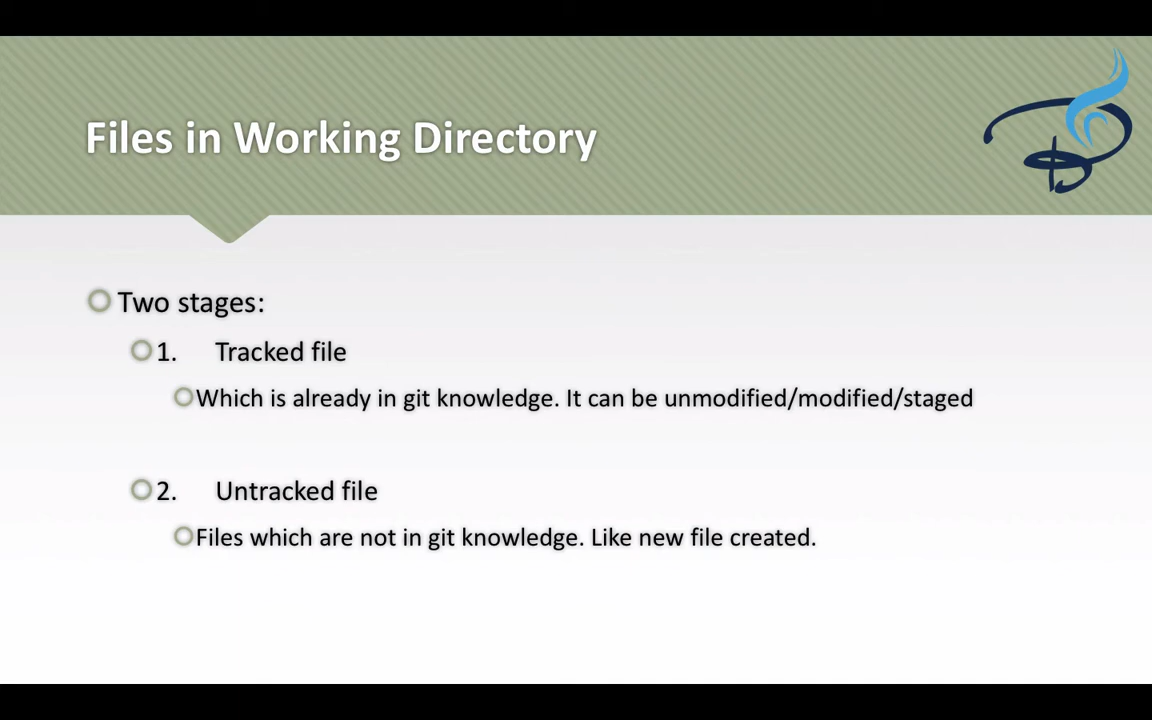 Files in Working Directory
Two stages:
1. Tracked file
Which is already in git knowledge. It can be unmodified/modified/staged
2. Untracked file
Files which are not in git knowledge. Like new file created.